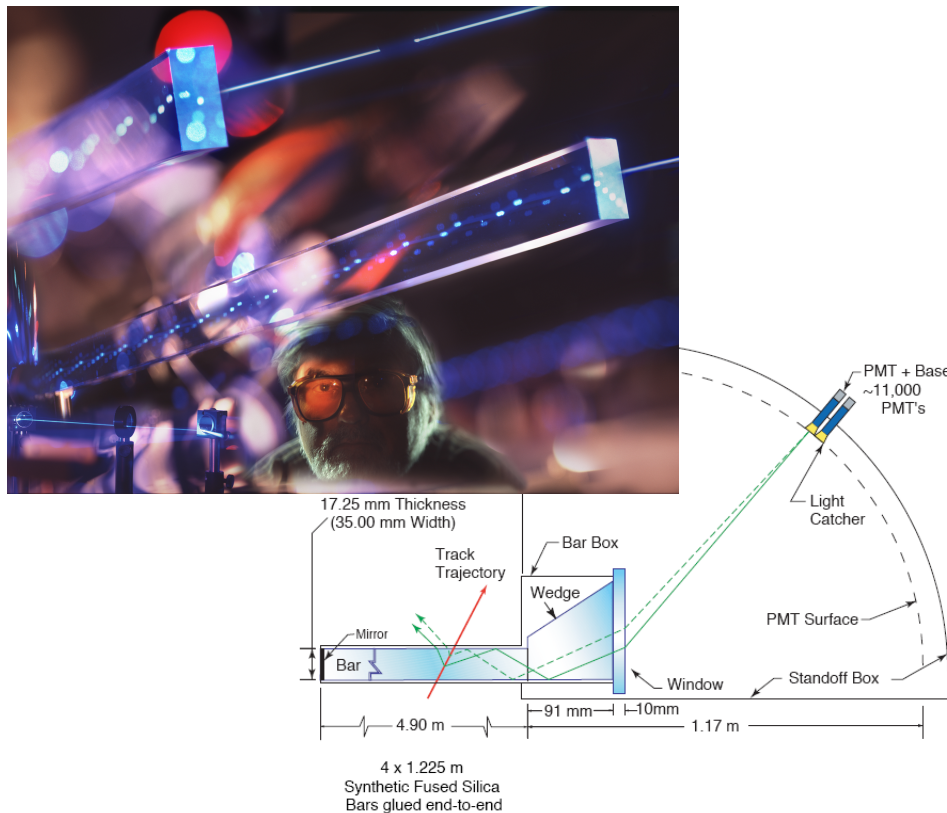 PMT + Base
~11,000
PMT's
Light
Catcher
17.25 mm Thickness
(35.00 mm Width)
Bar Box
Track
Trajectory
Wedge
PMT Surface
Mirror
Bar
Standoff Box
Window
91 mm
10mm
4.90 m
1.17 m
4 x 1.225 m
Synthetic Fused Silica
Bars glued end-to-end